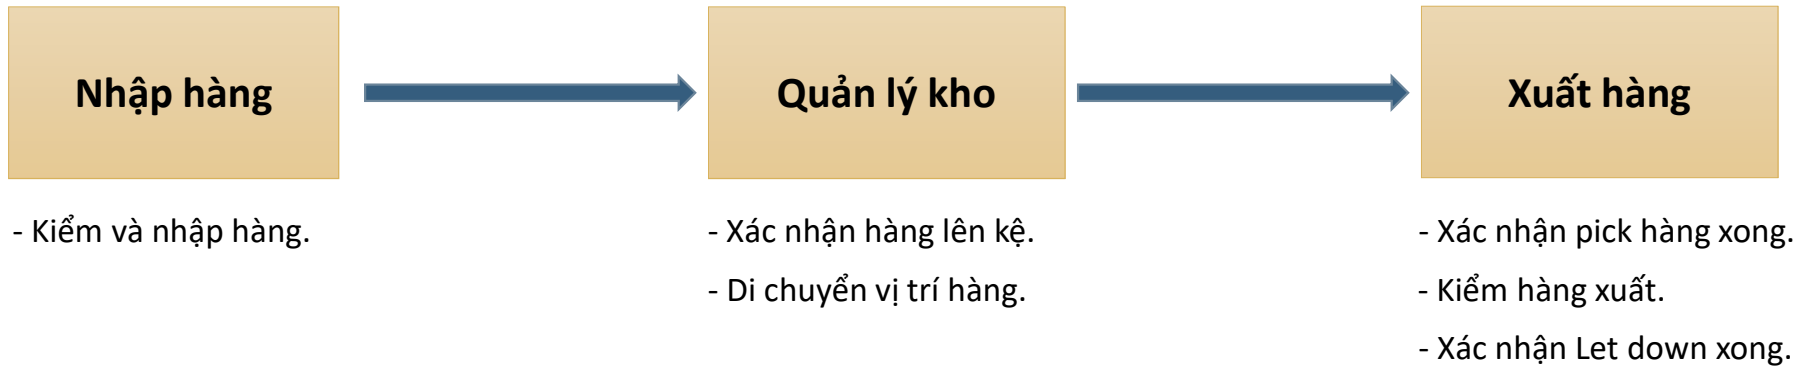 Nhập hàng
Quản lý kho
Xuất hàng
- Kiểm và nhập hàng.
- Xác nhận hàng lên kệ.
- Di chuyển vị trí hàng.
- Xác nhận pick hàng xong.
- Kiểm hàng xuất.
- Xác nhận Let down xong.